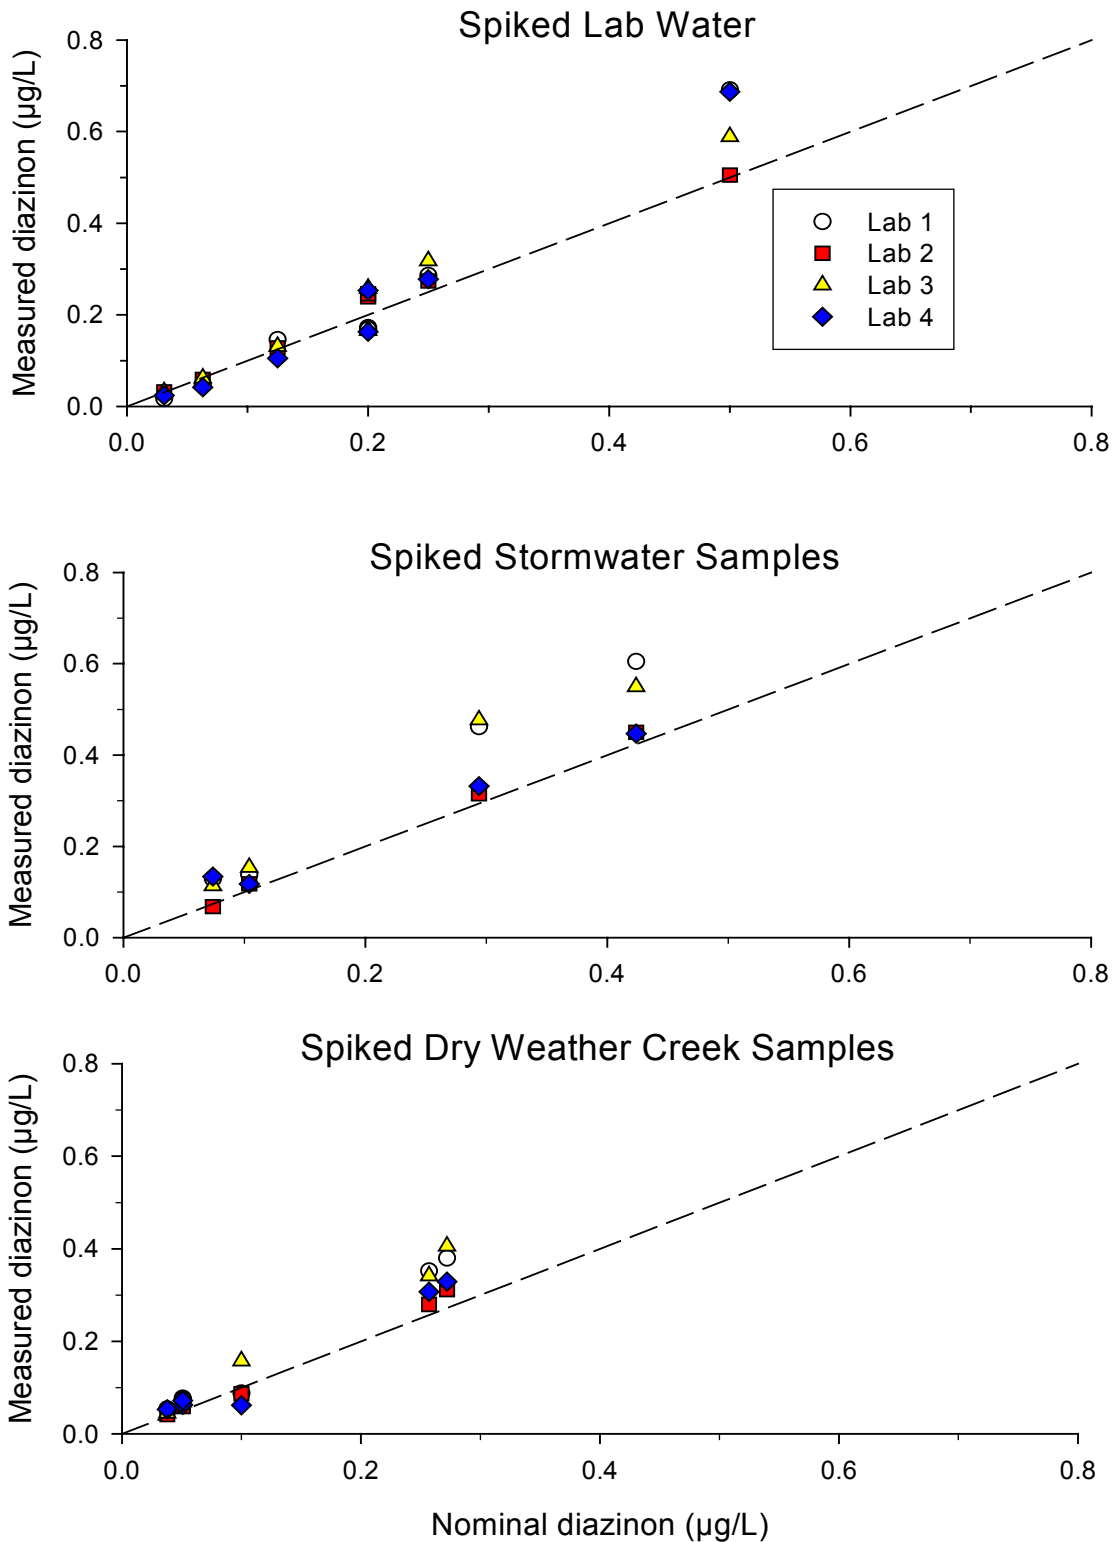 Spiked Lab Water
Measured diazinon (µg/L)
0.8
0.6
0.4
0.2
0.0
0.0 0.2 0.4 0.6 0.8
Lab 1
Lab 2
Lab 3
Lab 4
Spiked Stormwater Samples
Measured diazinon (µg/L)
0.8
0.6
0.4
0.2
0.0
0.0 0.2 0.4 0.6 0.8
Spiked Dry Weather Creek Samples
Measured diazinon (µg/L)
0.8
0.6
0.4
0.2
0.0
0.0 0.2 0.4 0.6 0.8
Nominal diazinon (µg/L)